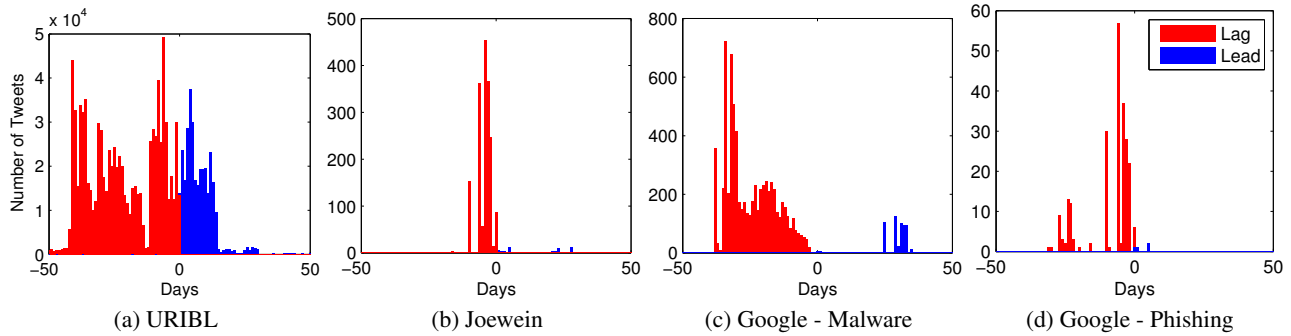 x 10⁴
Number of Tweets
5
4
3
2
1
0
−50 0 50
Days
(a) URIBL
500
400
300
200
100
0
−50 0 50
Days
(b) Joewein
800
600
400
200
0
−50 0 50
Days
(c) Google - Malware
60
50
40
30
20
10
0
−50 0 50
Days
Lag
Lead
(d) Google - Phishing